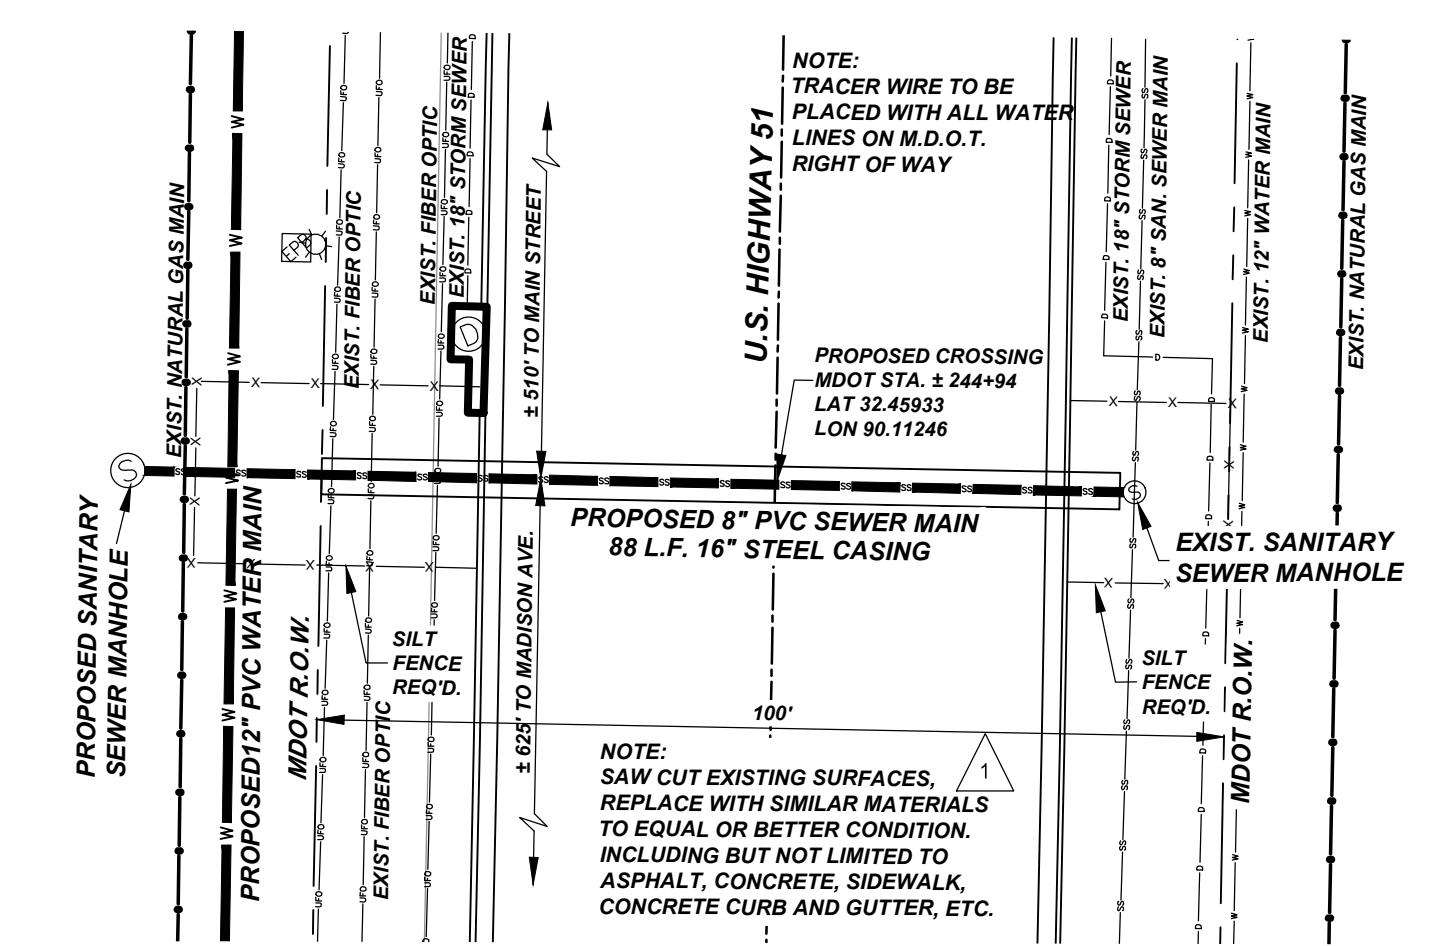 NOTE:
TRACER WIRE TO BE
PLACED WITH ALL WATER
LINES ON M.D.O.T.
RIGHT OF WAY
U.S. HIGHWAY 51
EXIST. NATURAL GAS MAIN
EXIST. FIBER OPTIC
EXIST. FIBER OPTIC
EXIST. 18" STORM SEWER
± 510' TO MAIN STREET
EXIST. 18" STORM SEWER
EXIST. 8" SAN. SEWER MAIN
EXIST. 12" WATER MAIN
EXIST. NATURAL GAS MAIN
EPB
D
PROPOSED CROSSING
MDOT STA. ± 244+94
LAT 32.45933
LON 90.11246
S
S
PROPOSED 8" PVC SEWER MAIN
88 L.F. 16" STEEL CASING
PROPOSED SANITARY
SEWER MANHOLE
EXIST. SANITARY
SEWER MANHOLE
PROPOSED12" PVC WATER MAIN
MDOT R.O.W.
SILT
FENCE
REQ'D.
EXIST. FIBER OPTIC
± 625' TO MADISON AVE.
100'
SILT
FENCE
REQ'D.
MDOT R.O.W.
1
NOTE:
SAW CUT EXISTING SURFACES,
REPLACE WITH SIMILAR MATERIALS
TO EQUAL OR BETTER CONDITION.
INCLUDING BUT NOT LIMITED TO
ASPHALT, CONCRETE, SIDEWALK,
CONCRETE CURB AND GUTTER, ETC.